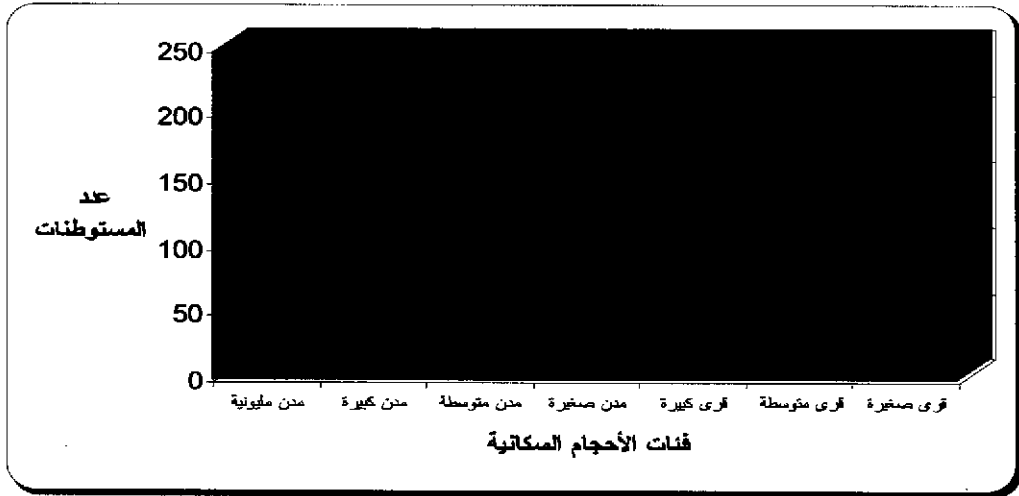 250
200
150
100
50
0
عدد
المستوطنات
مدن مليونية
مدن كبيرة
مدن متوسطة
مدن صغيرة
قرى كبيرة
قرى متوسطة
قرى صغيرة
فئات الأحجام السكانية